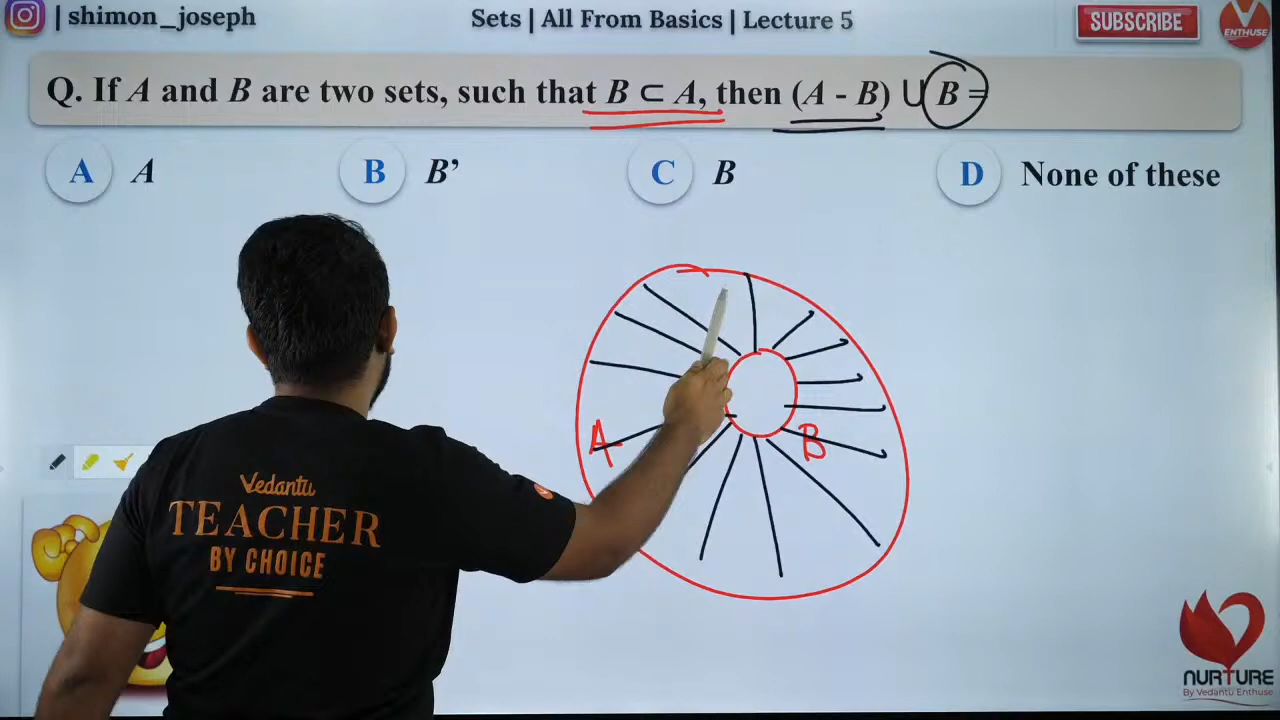 shimon_joseph
Sets | All From Basics | Lecture 5
SUBSCRIBE
ENTHUSE
Q. If A and B are two sets, such that B ⊂ A, then (A - B) ∪ B =
A A
B B’
C B
D None of these
A
B
Vedantu
TEACHER
BY CHOICE
NURTURE
By Vedantu Enthuse